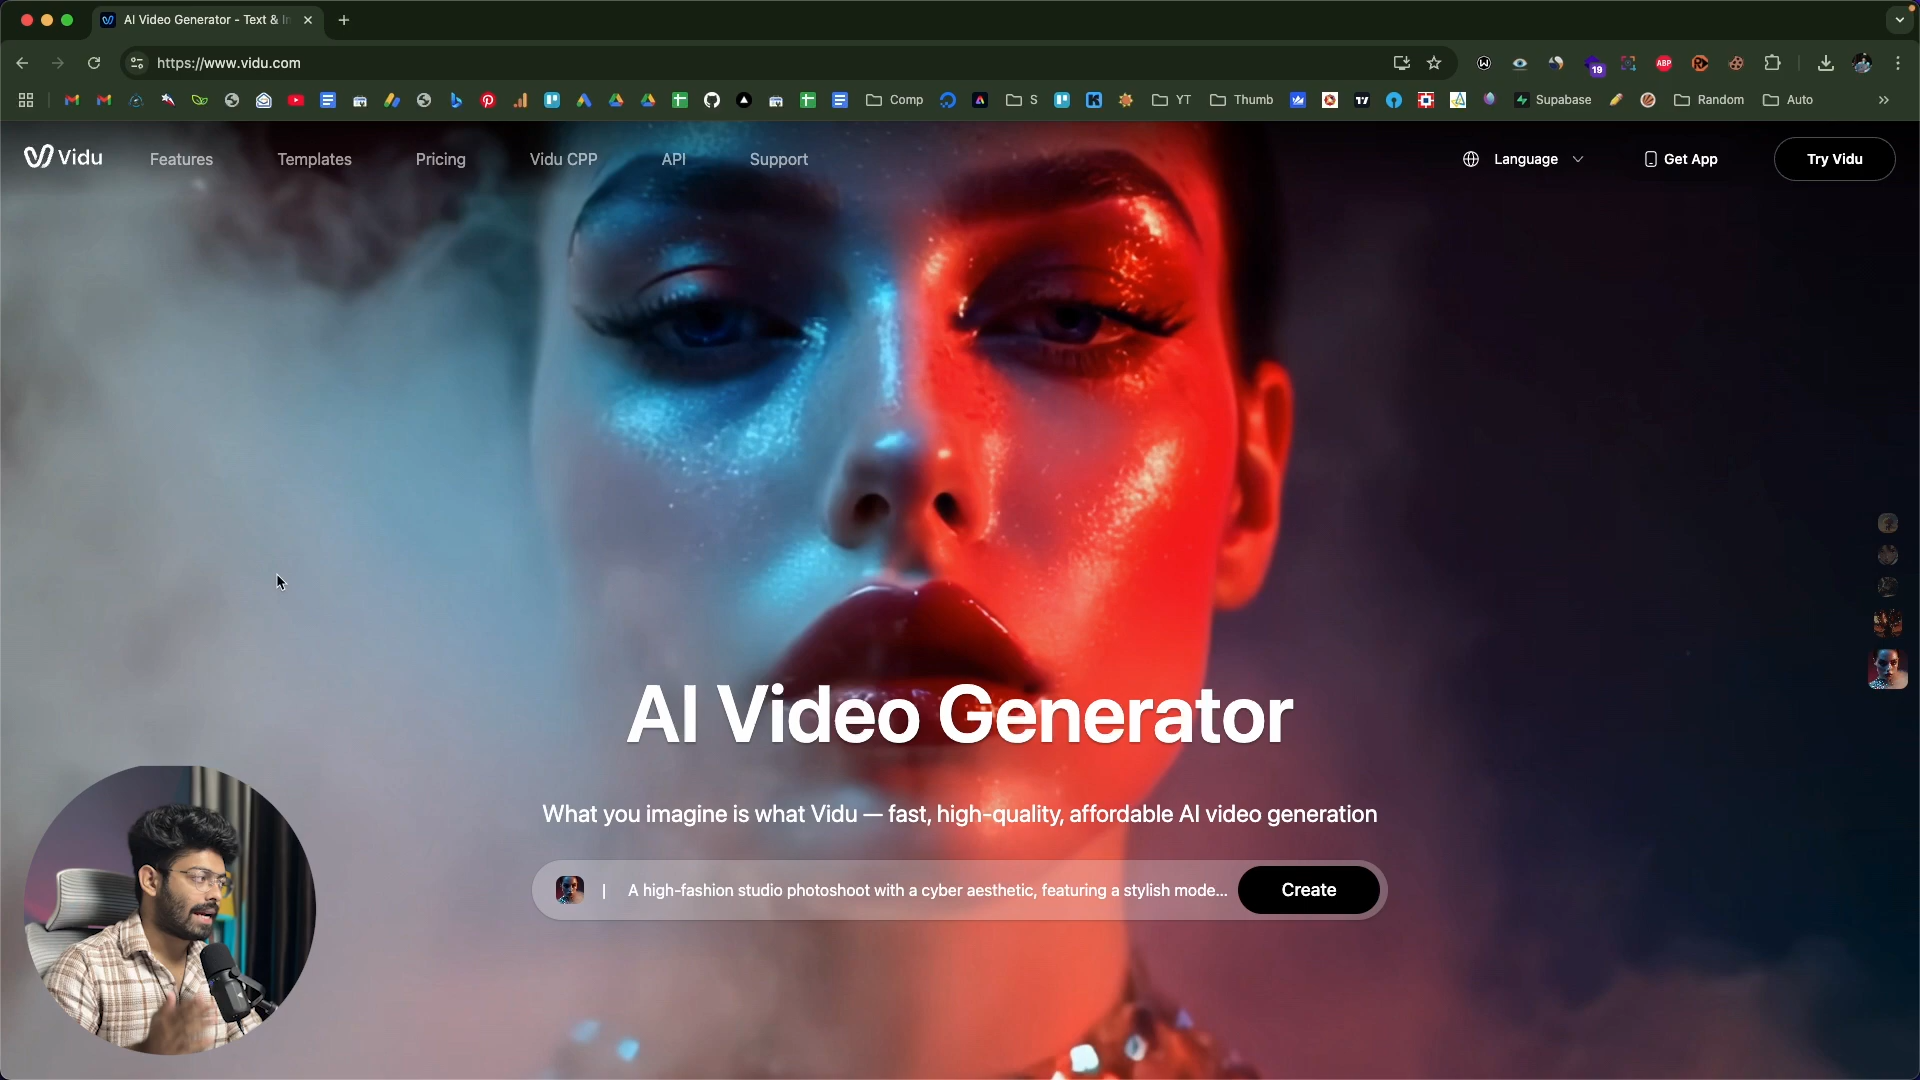 AI Video Generator - Text & I
https://www.vidu.com
19
ABP
Comp
S
YT
Thumb
Supabase
Random
Auto
Vidu
Features
Templates
Pricing
Vidu CPP
API
Support
Language
Get App
Try Vidu
AI Video Generator
What you imagine is what Vidu — fast, high-quality, affordable AI video generation
| A high-fashion studio photoshoot with a cyber aesthetic, featuring a stylish mode...
Create